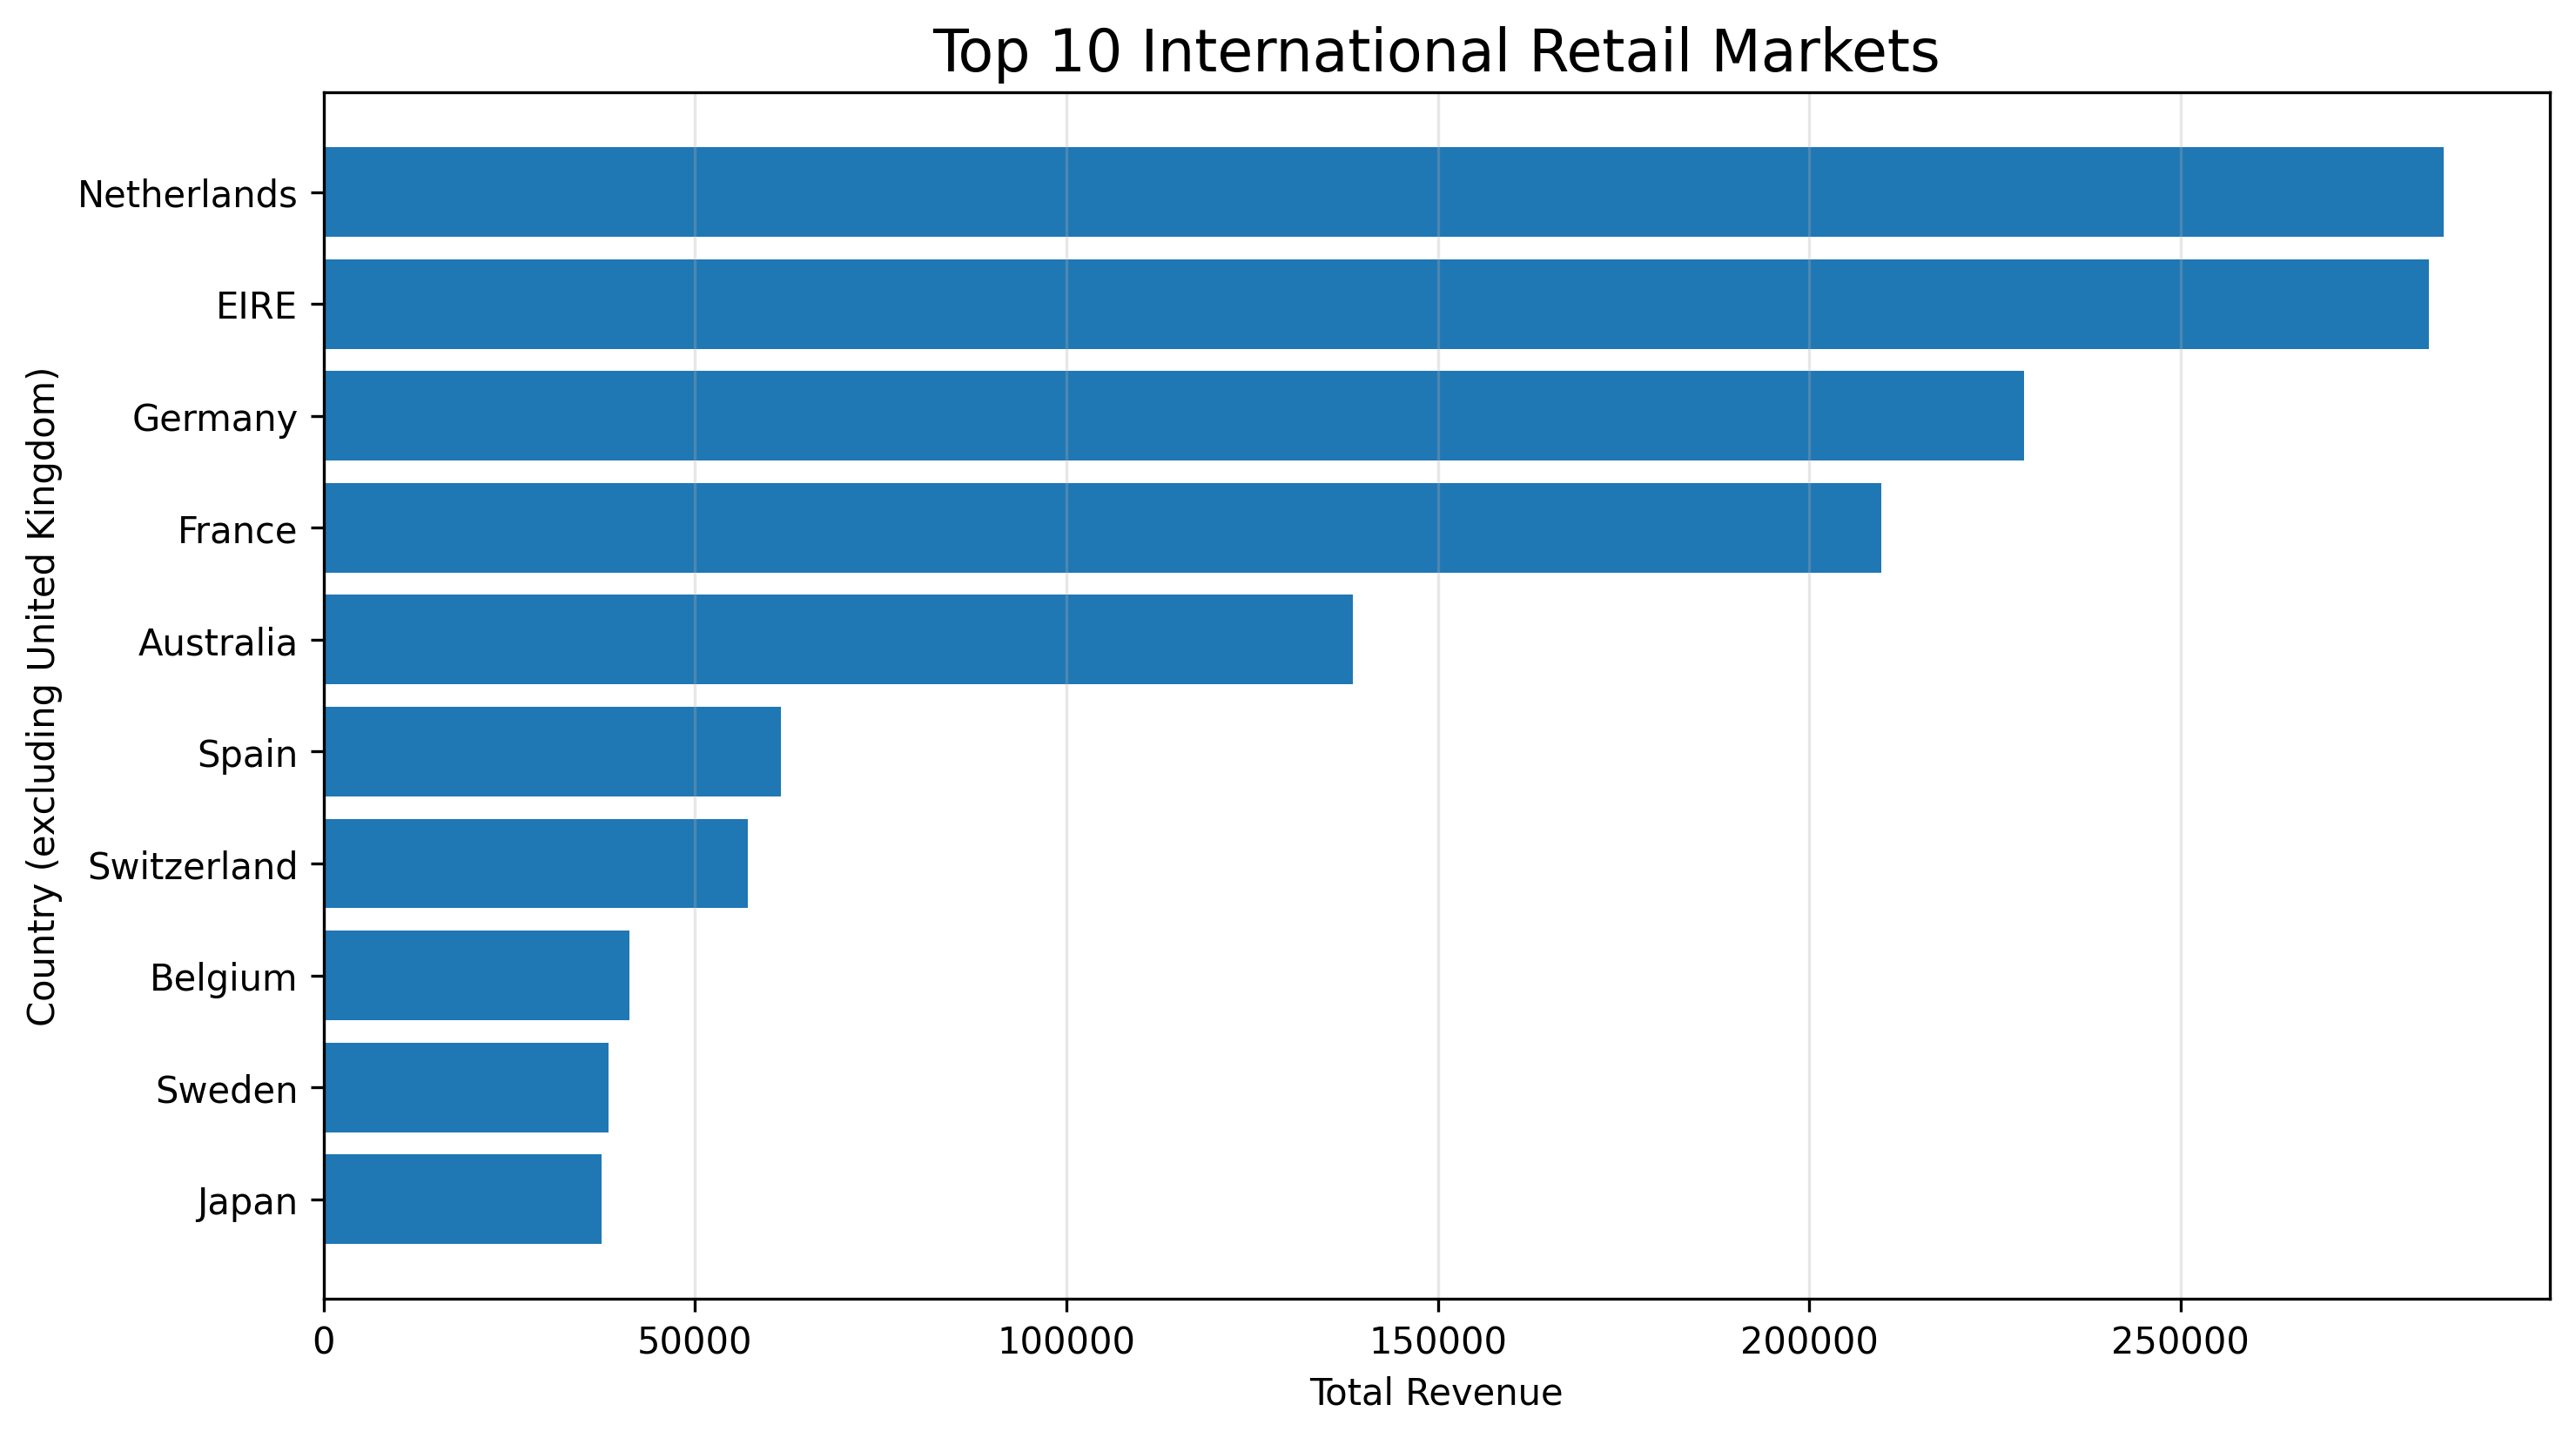 Top 10 International Retail Markets
Country (excluding United Kingdom)
Netherlands
EIRE
Germany
France
Australia
Spain
Switzerland
Belgium
Sweden
Japan
0 50000 100000 150000 200000 250000
Total Revenue